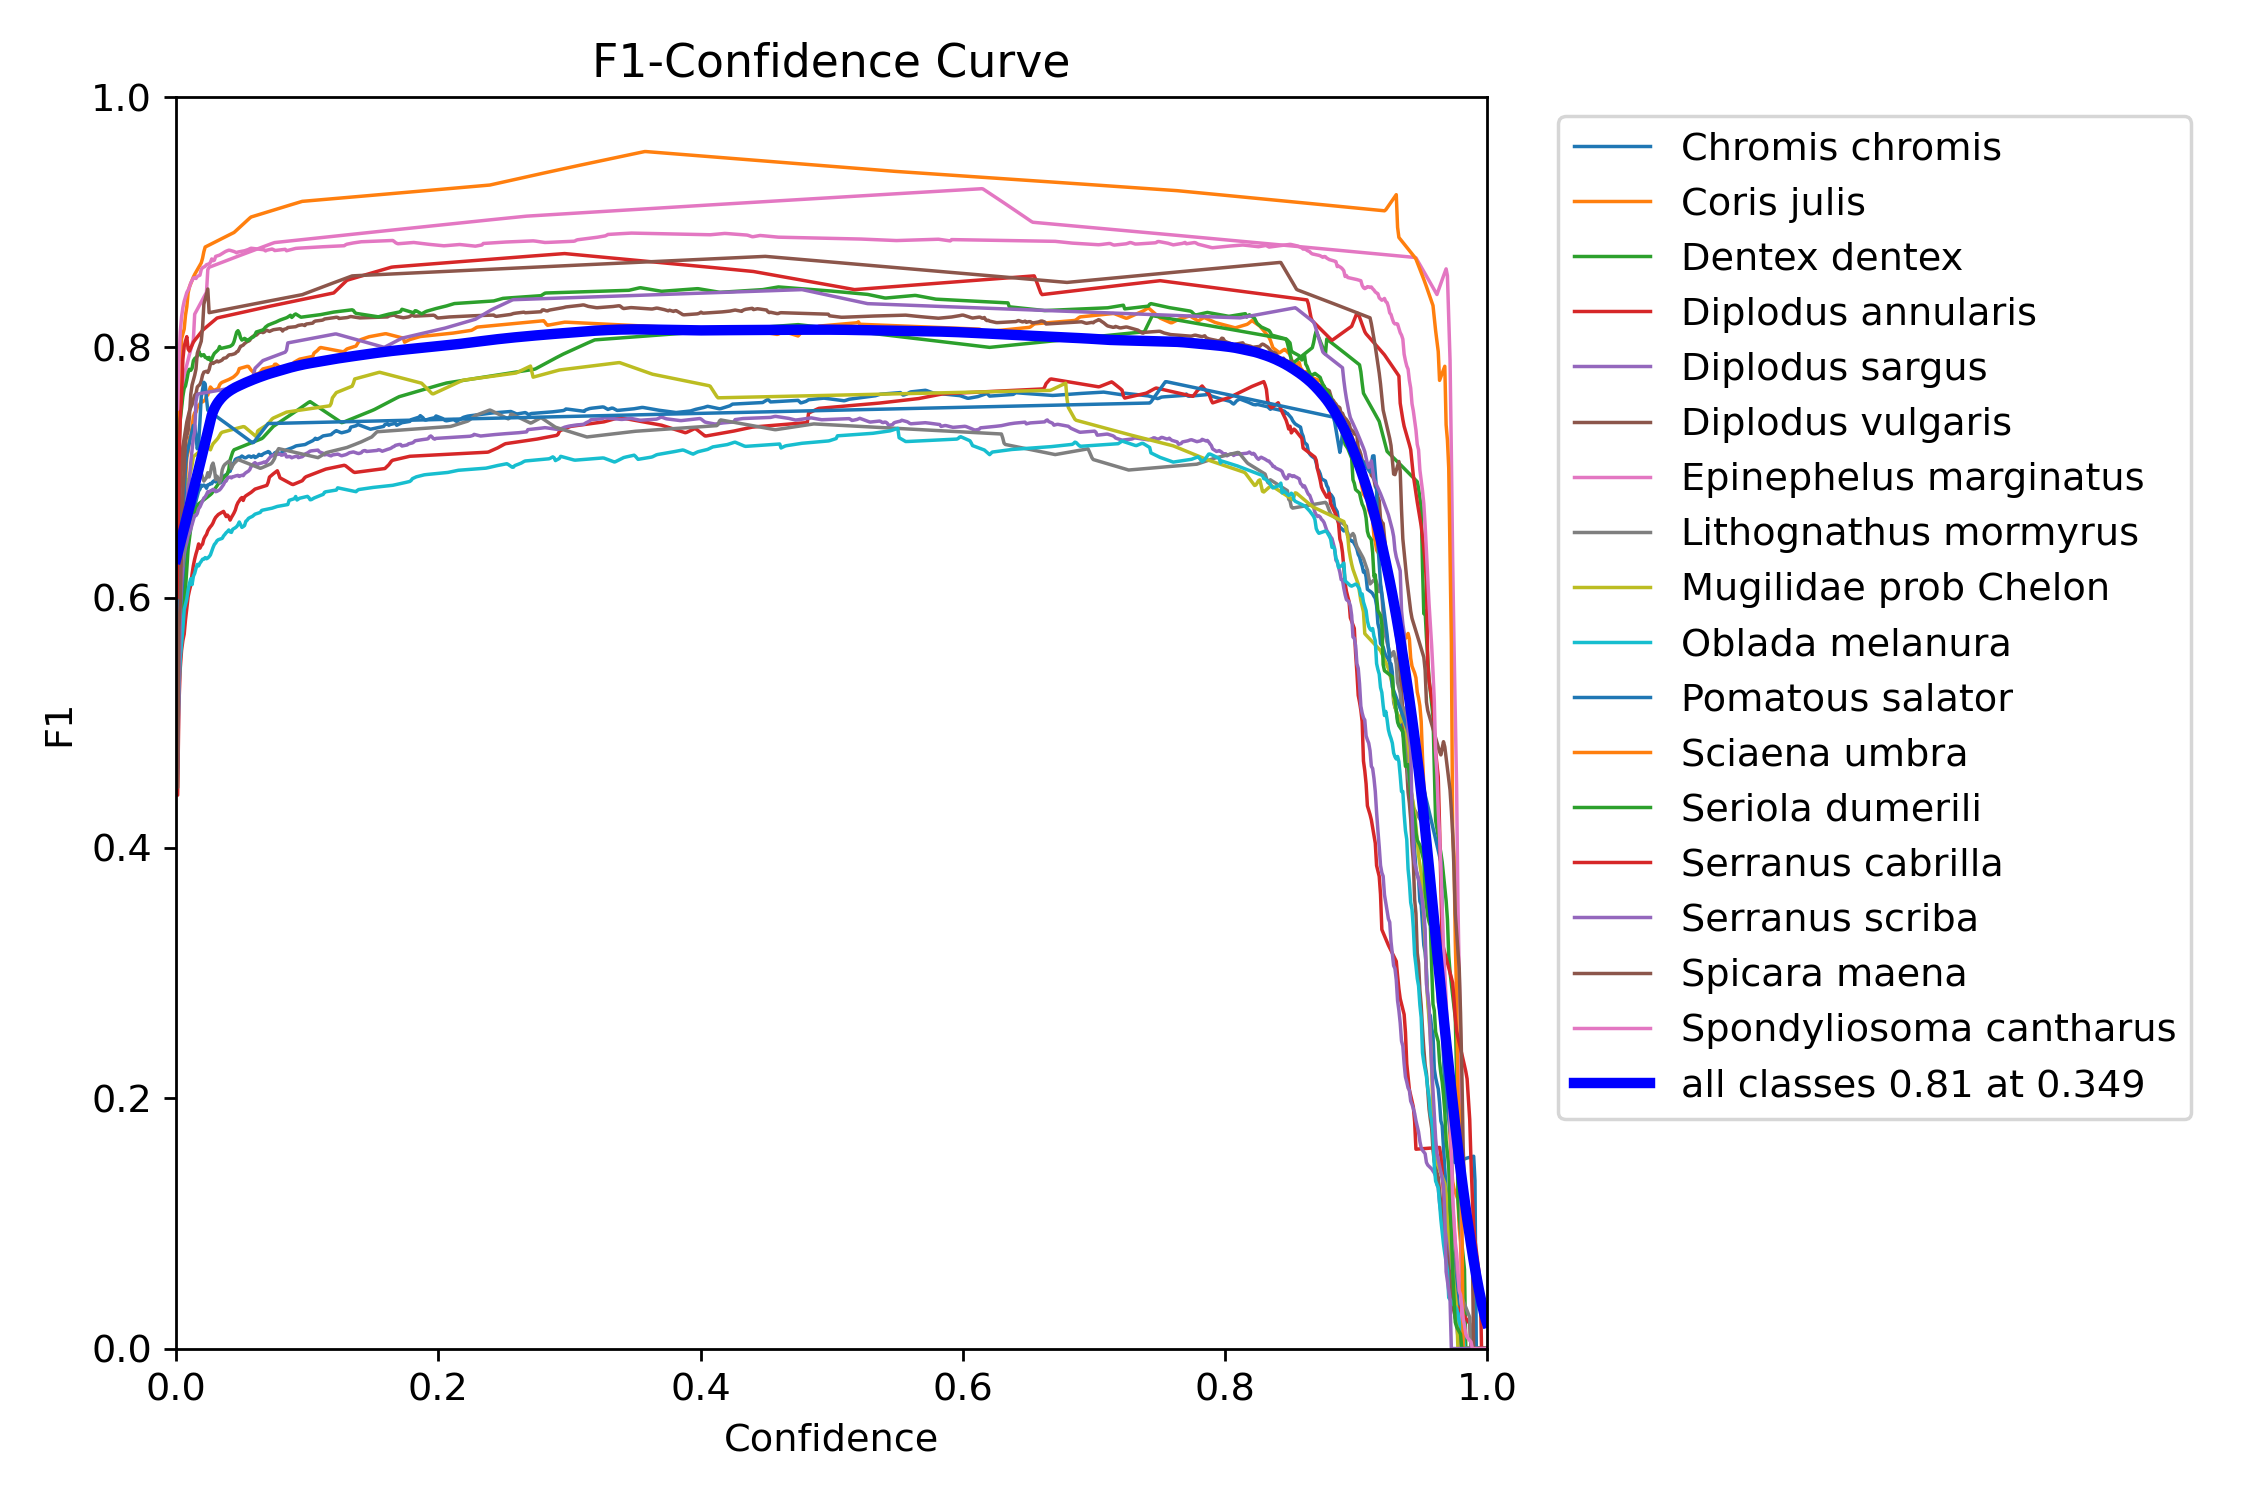 F1-Confidence Curve
1.0
0.8
0.6
0.4
0.2
0.0
F1
0.0 0.2 0.4 0.6 0.8 1.0
Confidence
Chromis chromis
Coris julis
Dentex dentex
Diplodus annularis
Diplodus sargus
Diplodus vulgaris
Epinephelus marginatus
Lithognathus mormyrus
Mugilidae prob Chelon
Oblada melanura
Pomatous salator
Sciaena umbra
Seriola dumerili
Serranus cabrilla
Serranus scriba
Spicara maena
Spondyliosoma cantharus
all classes 0.81 at 0.349